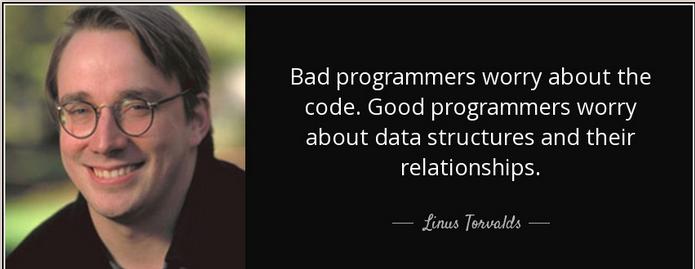 Bad programmers worry about the
code. Good programmers worry
about data structures and their
relationships.
Linus Torvalds